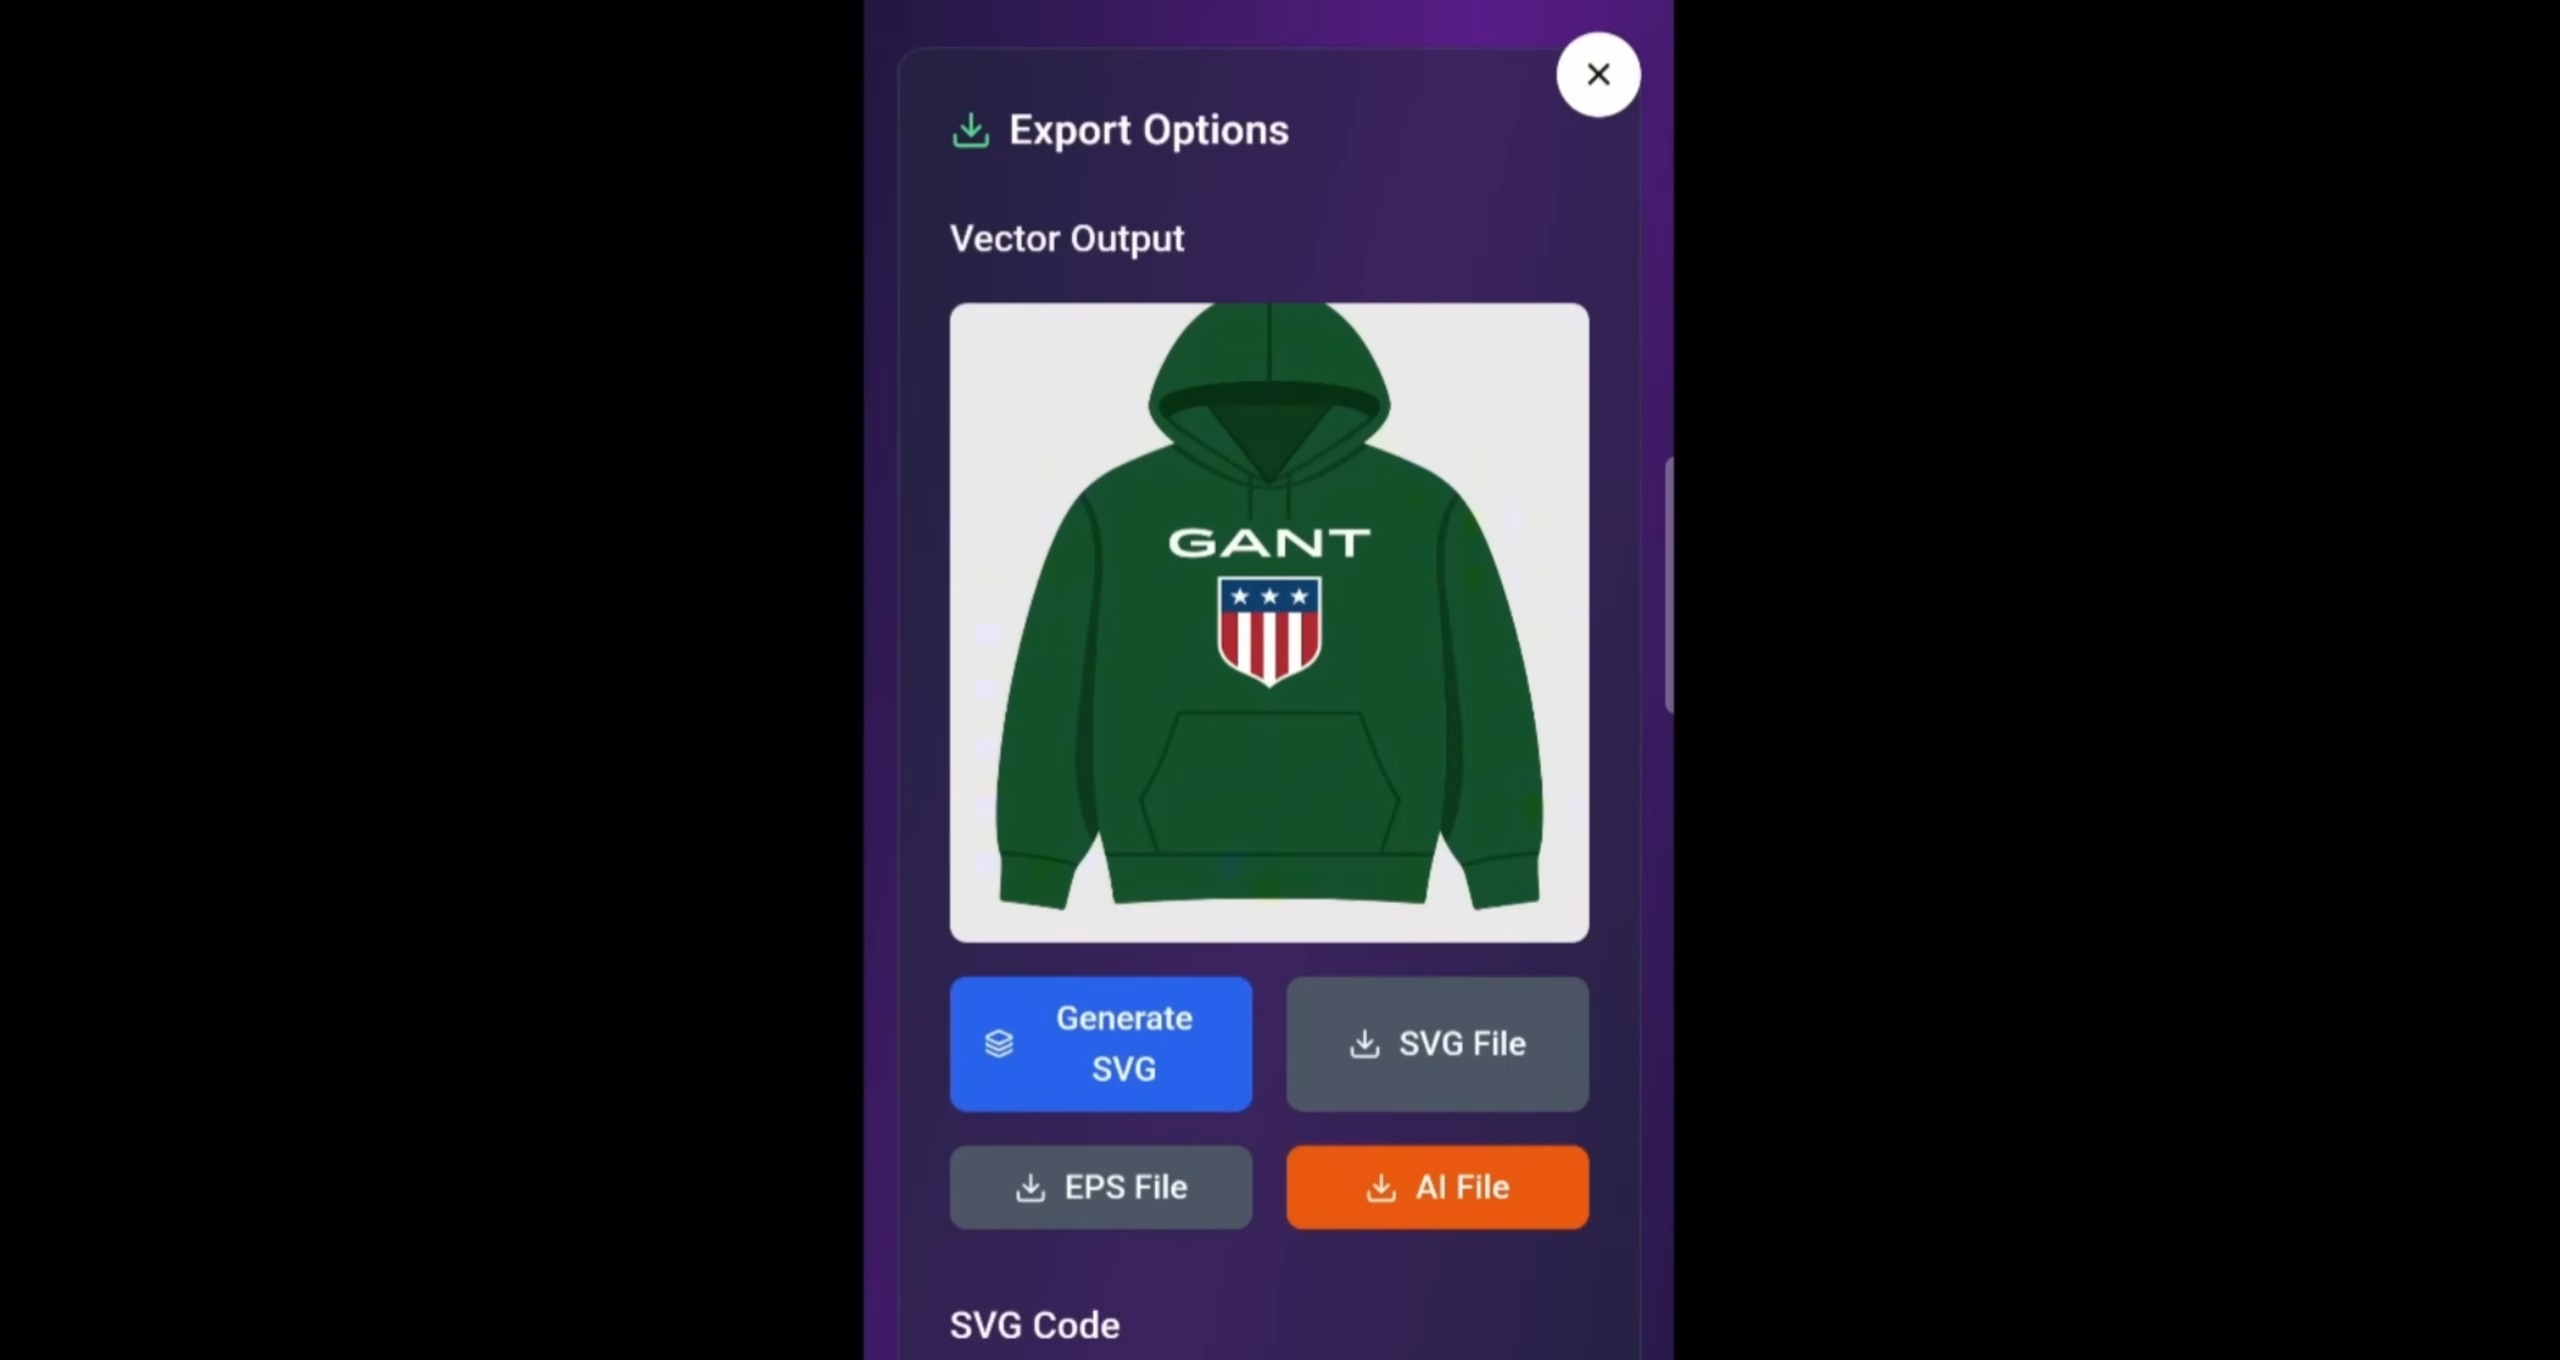 Export Options
Vector Output
GANT
Generate
SVG
SVG File
EPS File
AI File
SVG Code